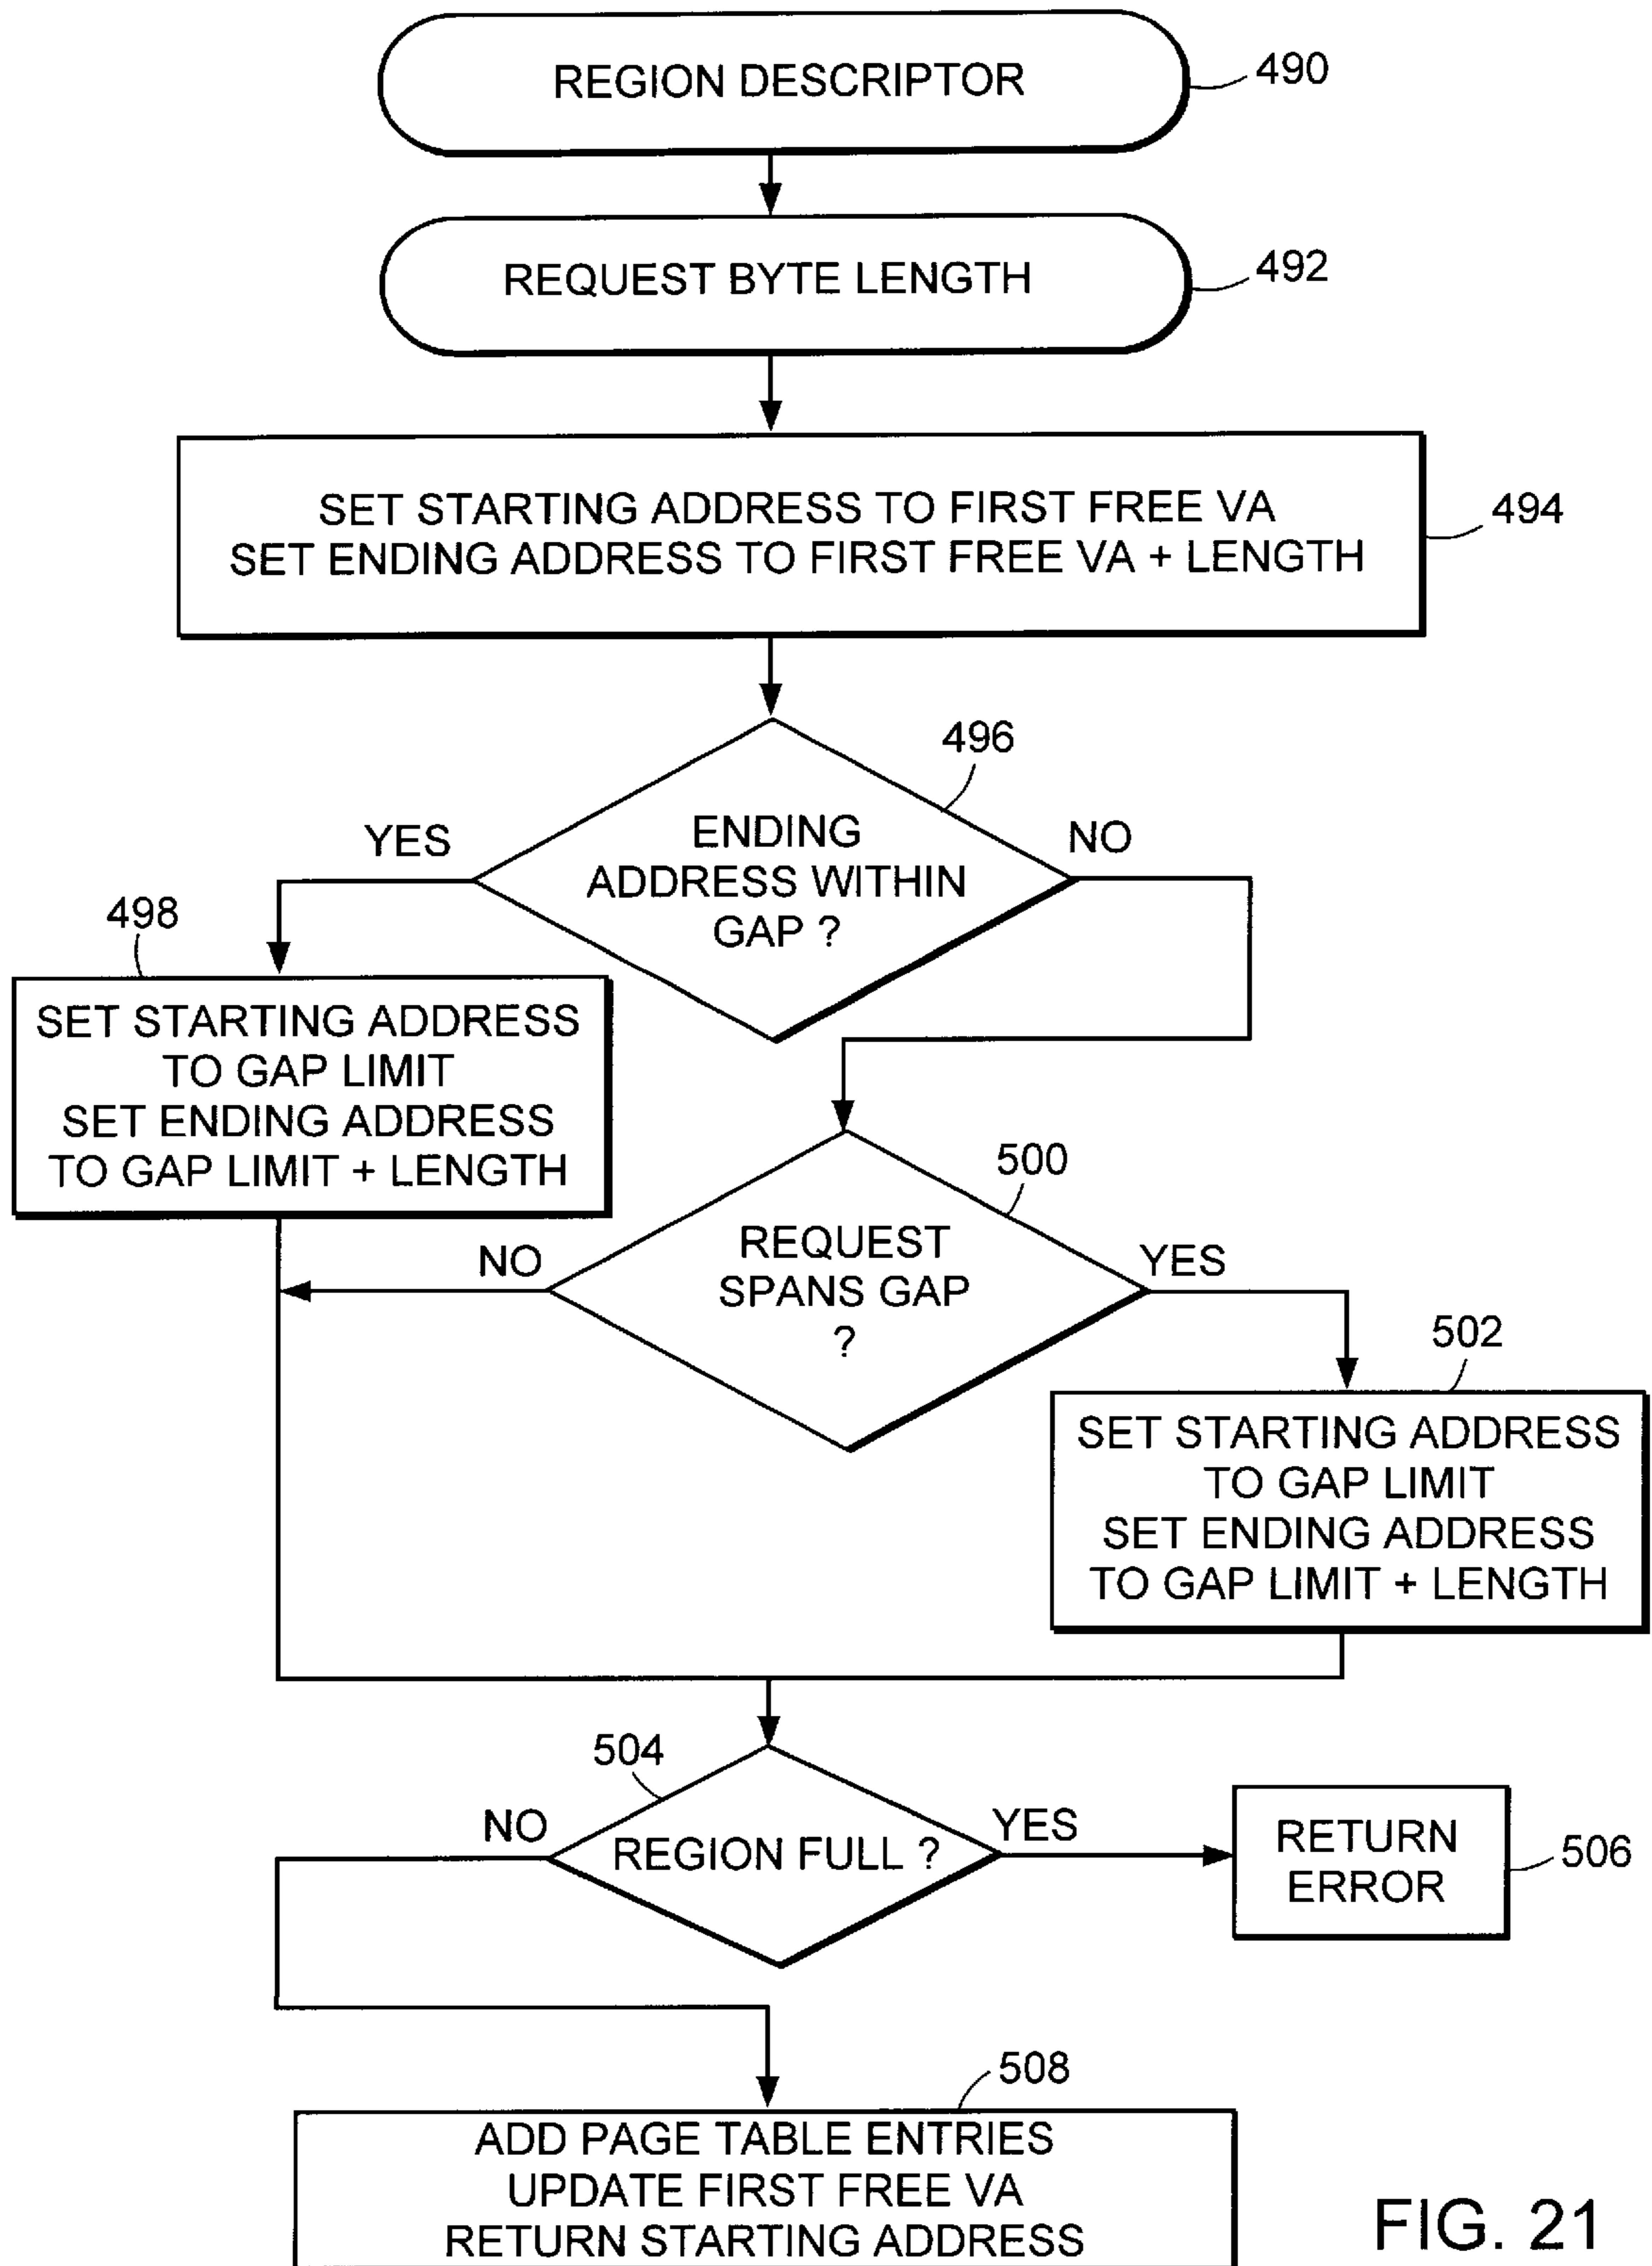 REGION DESCRIPTOR
490
REQUEST BYTE LENGTH
492
SET STARTING ADDRESS TO FIRST FREE VA
SET ENDING ADDRESS TO FIRST FREE VA + LENGTH
494
496
YES
ENDING
ADDRESS WITHIN
GAP ?
NO
498
SET STARTING ADDRESS
TO GAP LIMIT
SET ENDING ADDRESS
TO GAP LIMIT + LENGTH
500
NO
REQUEST
SPANS GAP
?
YES
502
SET STARTING ADDRESS
TO GAP LIMIT
SET ENDING ADDRESS
TO GAP LIMIT + LENGTH
504
NO
REGION FULL ?
YES
RETURN
ERROR
506
508
ADD PAGE TABLE ENTRIES
UPDATE FIRST FREE VA
RETURN STARTING ADDRESS
FIG. 21